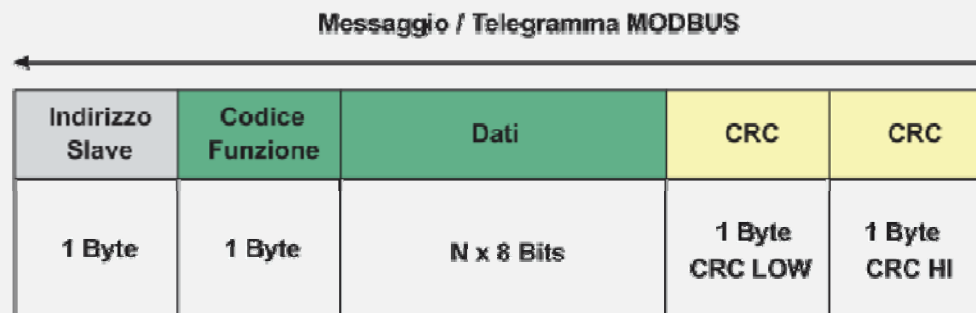 Messaggio / Telegramma MODBUS
Indirizzo Slave
Codice Funzione
Dati
CRC
CRC
1 Byte
1 Byte
N x 8 Bits
1 Byte
CRC LOW
1 Byte
CRC HI